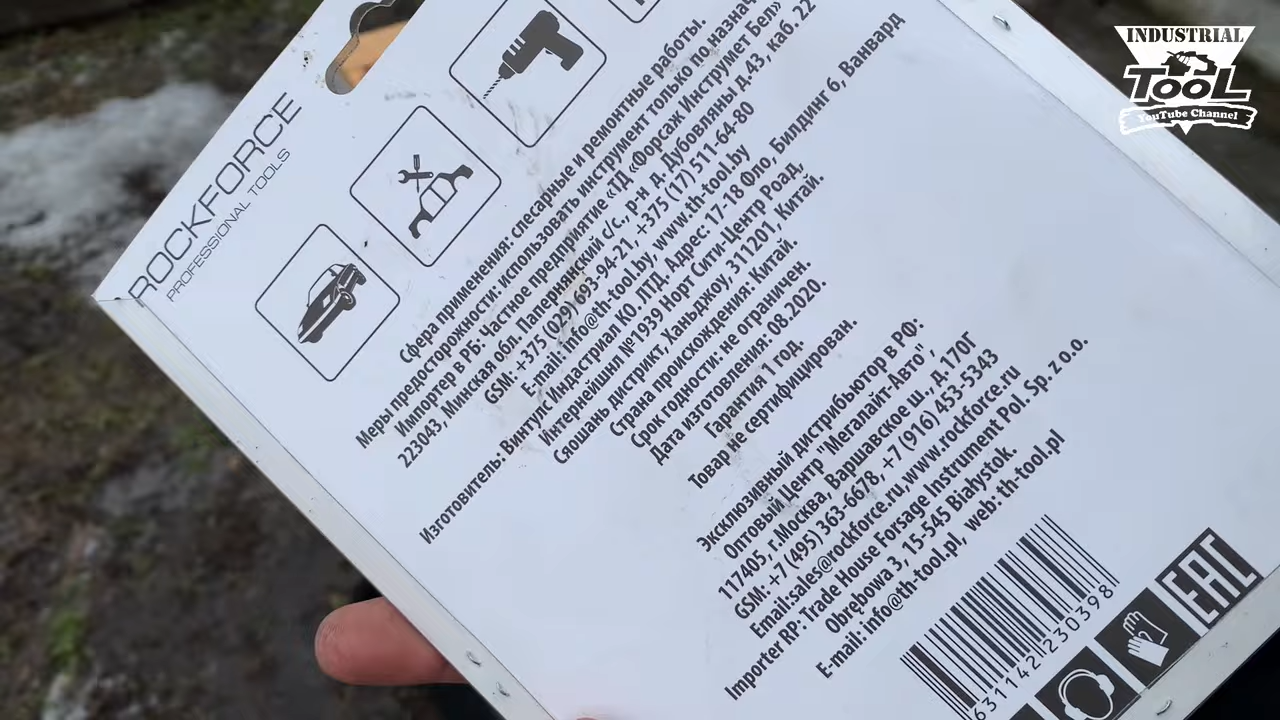 INDUSTRIAL
TOOL
YouTube Channel
ROCKFORCE
PROFESSIONAL TOOLS
Сфера применения: слесарные и ремонтные работы.
Меры предосторожности: использовать инструмент только по
Импортер в РБ: Частное предприятие «ТД «Форсаж Инструмент Бел»
223043, Минская обл. Папернянский с/с., р-н д. Дубовляны д.43, каб. 22
GSM: +375 (029) 693-94-21, +375 (17) 511-64-80
E-mail: info@th-tool.by, www.th-tool.by
Изготовитель: Винтулс Индастриал КО. ЛТД. Адрес: 17-18 Фло, Билдинг 6, Ванвард
Интернейшнл №1939 Норт Сити-Центр Роад,
Сяошань дистрикт, Ханьджоу, 311201, Китай.
Страна происхождения: Китай.
Срок годности: не ограничен.
Дата изготовления: 08.2020.
Гарантия 1 год.
Товар не сертифицирован.
Эксклюзивный дистрибьютор в РФ:
Оптовый Центр "Мегалайт Авто",
117405, г.Москва, Варшавское ш., д.170Г
GSM: +7 (495) 363-6678, +7 (916) 453-5343
Email:sales@rockforce.ru,www.rockforce.ru
Importer RP: Trade House Forsage Instrument Pol. Sp. z o.o.
Obrębowa 3, 15-545 Białystok.
E-mail: info@th-tool.pl, web: th-tool.pl
631142230398
EAC